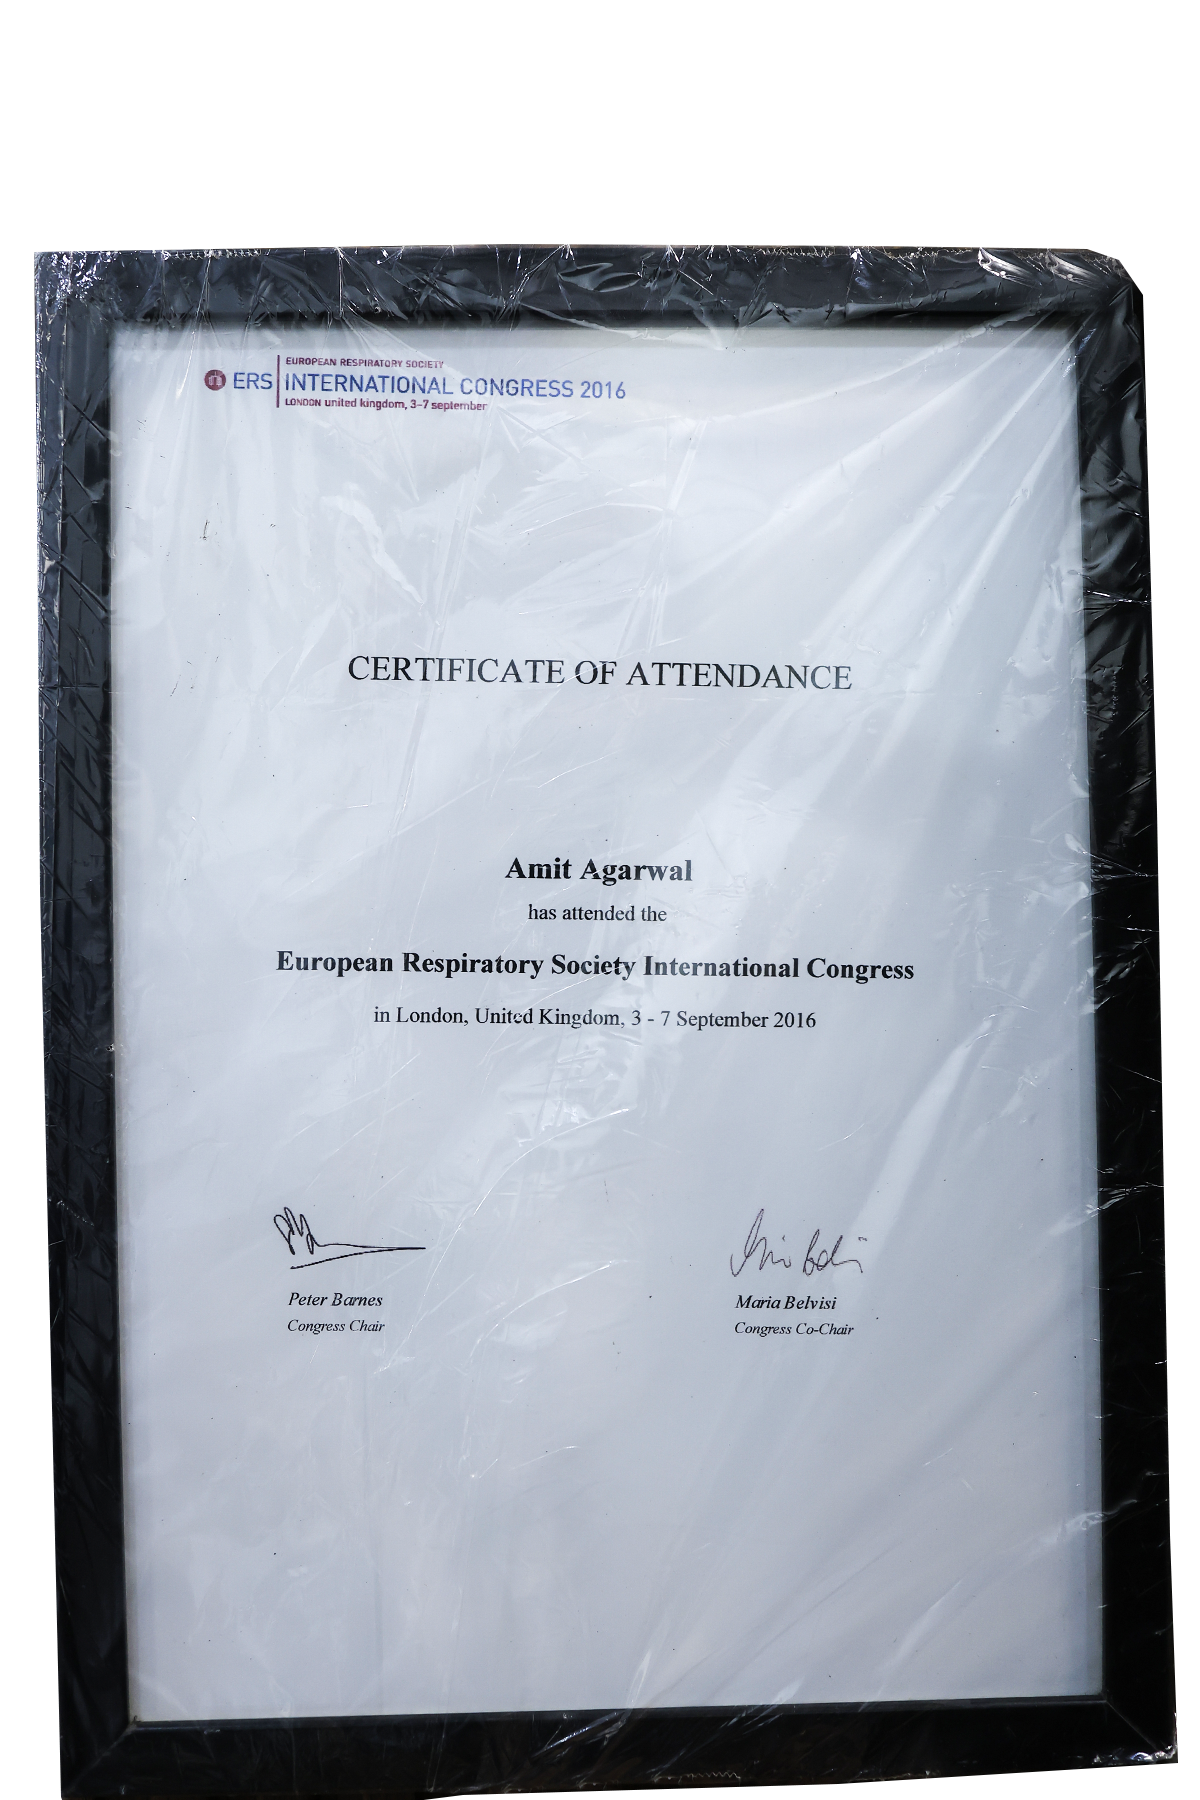 EUROPEAN RESPIRATORY SOCIETY
ERS INTERNATIONAL CONGRESS 2016
LONDON united kingdom, 3–7 september
CERTIFICATE OF ATTENDANCE
Amit Agarwal
has attended the
European Respiratory Society International Congress
in London, United Kingdom, 3 - 7 September 2016
Peter Barnes
Congress Chair
Maria Belvisi
Congress Co-Chair